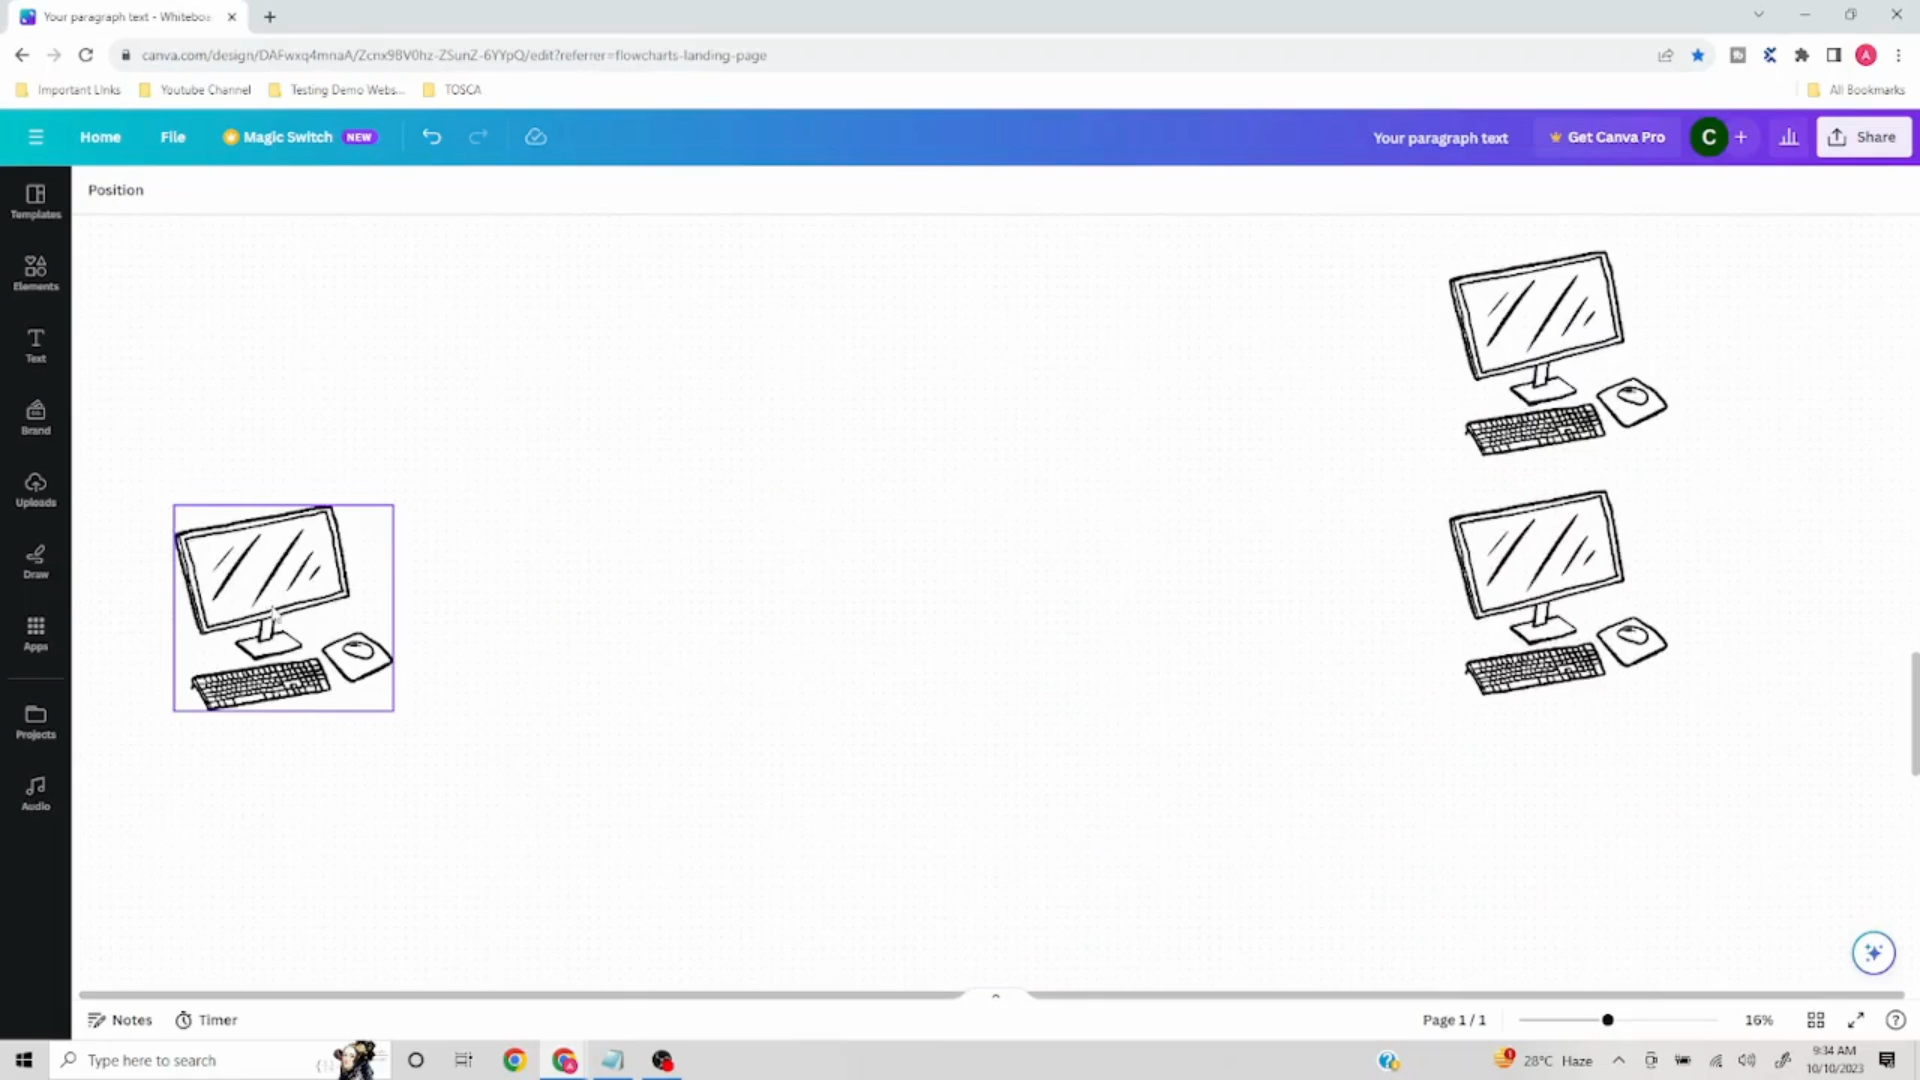 Your paragraph text - Whiteboa
canva.com/design/DAFwxq4mnaA/Zcnx9BV0hz-ZSunZ-6YYpQ/edit?referrer=flowcharts-landing-page
Important Links
Youtube Channel
Testing Demo Webs...
TOSCA
All Bookmarks
Home
File
Magic Switch
NEW
Your paragraph text
Get Canva Pro
C
Share
Position
Templates
Elements
Text
Brand
Uploads
Draw
Apps
Projects
Audio
Notes
Timer
Page 1 / 1
16%
Type here to search
28°C Haze
9:34 AM
10/10/2023